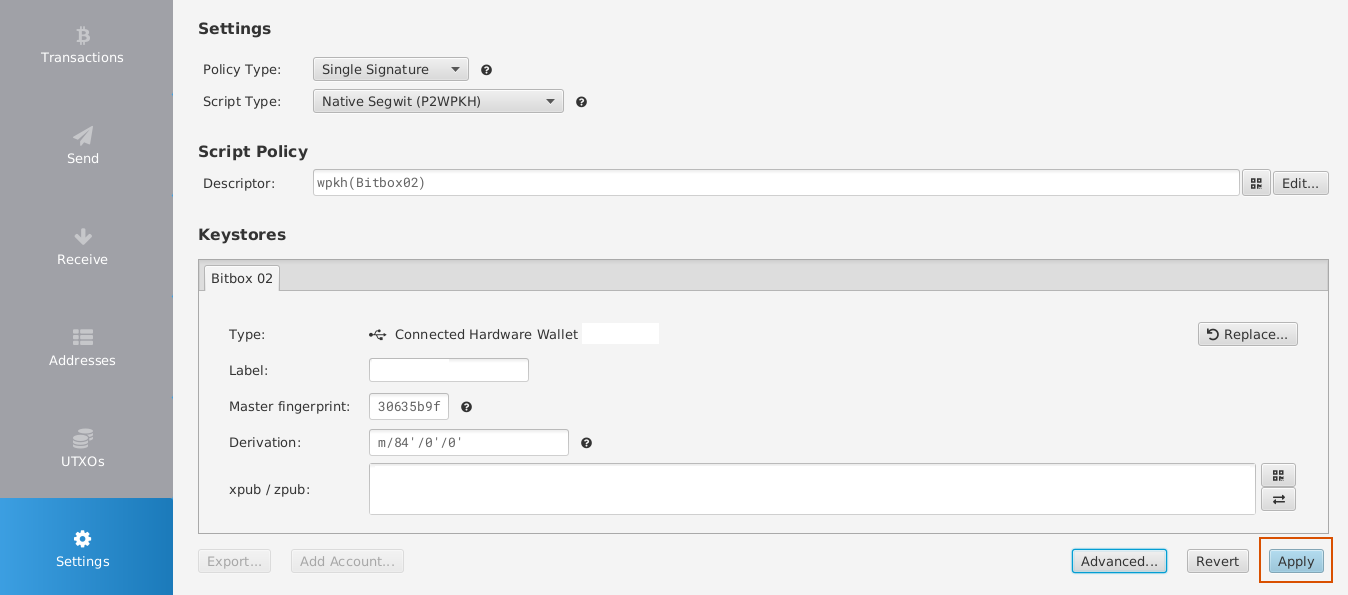 Transactions
Send
Receive
Addresses
UTXOs
Settings
Settings
Policy Type: Single Signature
Script Type: Native Segwit (P2WPKH)
Script Policy
Descriptor: wpkh(Bitbox02) Edit...
Keystores
Bitbox 02
Type: Connected Hardware Wallet Replace...
Label:
Master fingerprint: 30635b9f
Derivation: m/84'/0'/0'
xpub / zpub:
Export... Add Account... Advanced... Revert Apply